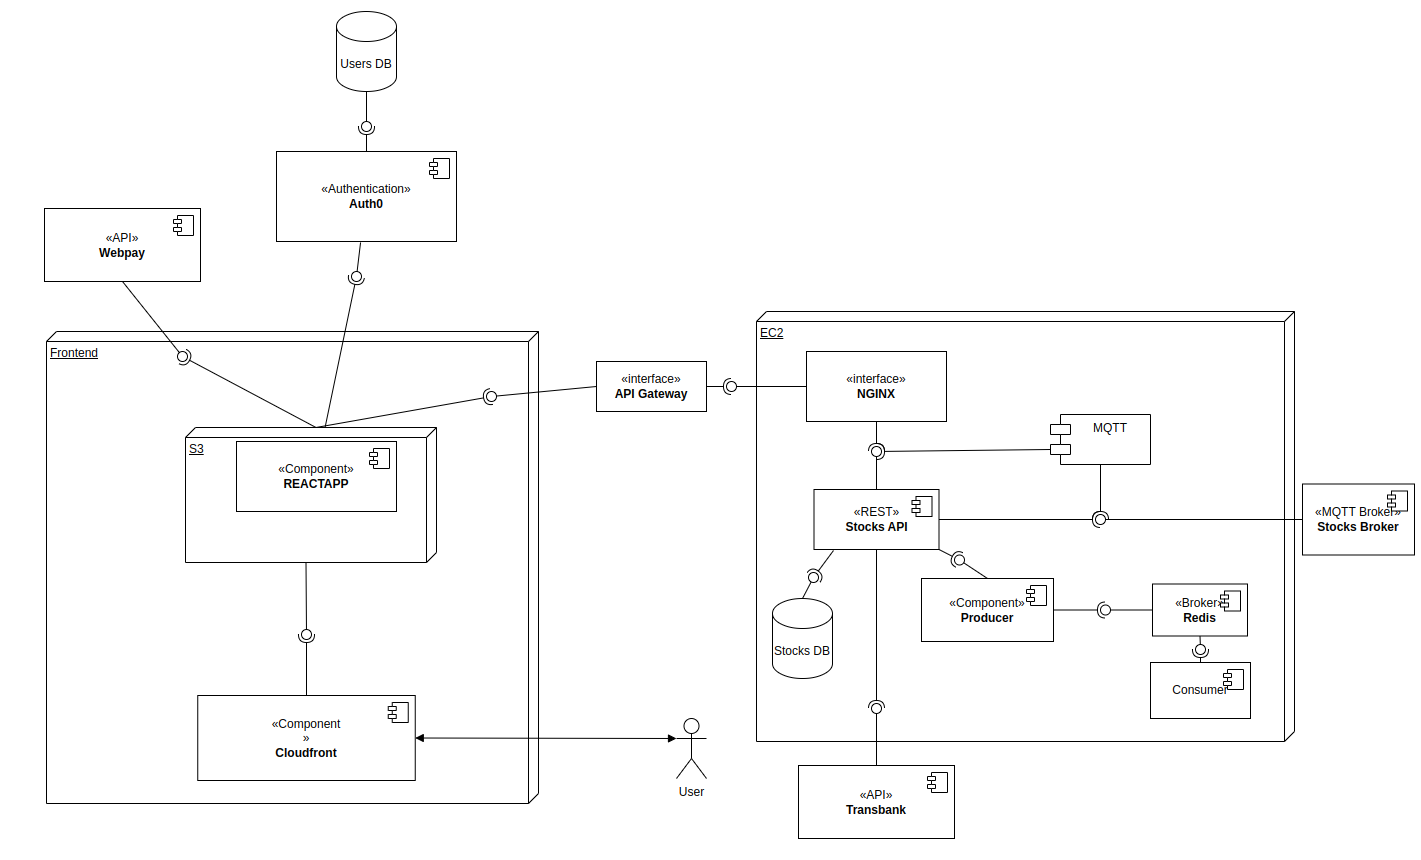 Users DB
«Authentication»
Auth0
«API»
Webpay
Frontend
EC2
«interface»
API Gateway
«interface»
NGINX
MQTT
S3
«Component»
REACTAPP
«REST»
Stocks API
«MQTT Broker»
Stocks Broker
«Component»
Producer
«Broker»
Redis
Stocks DB
Consumer
«Component
»
Cloudfront
User
«API»
Transbank